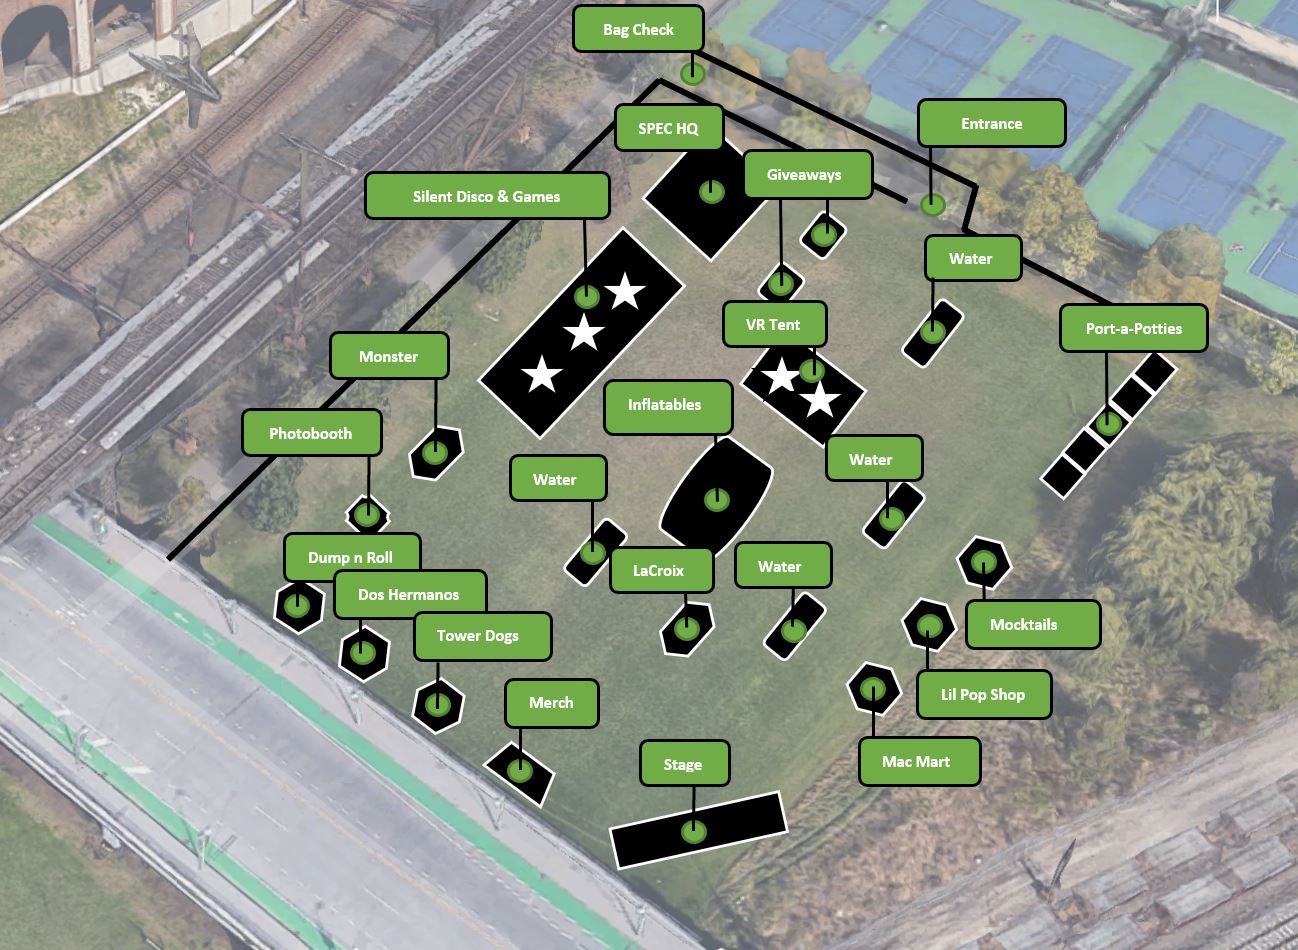 Bag Check
SPEC HQ
Entrance
Giveaways
Silent Disco & Games
Water
VR Tent
Port-a-Potties
Monster
Inflatables
Photobooth
Water
Water
Dump n Roll
LaCroix
Water
Dos Hermanos
Tower Dogs
Mocktails
Merch
Lil Pop Shop
Stage
Mac Mart